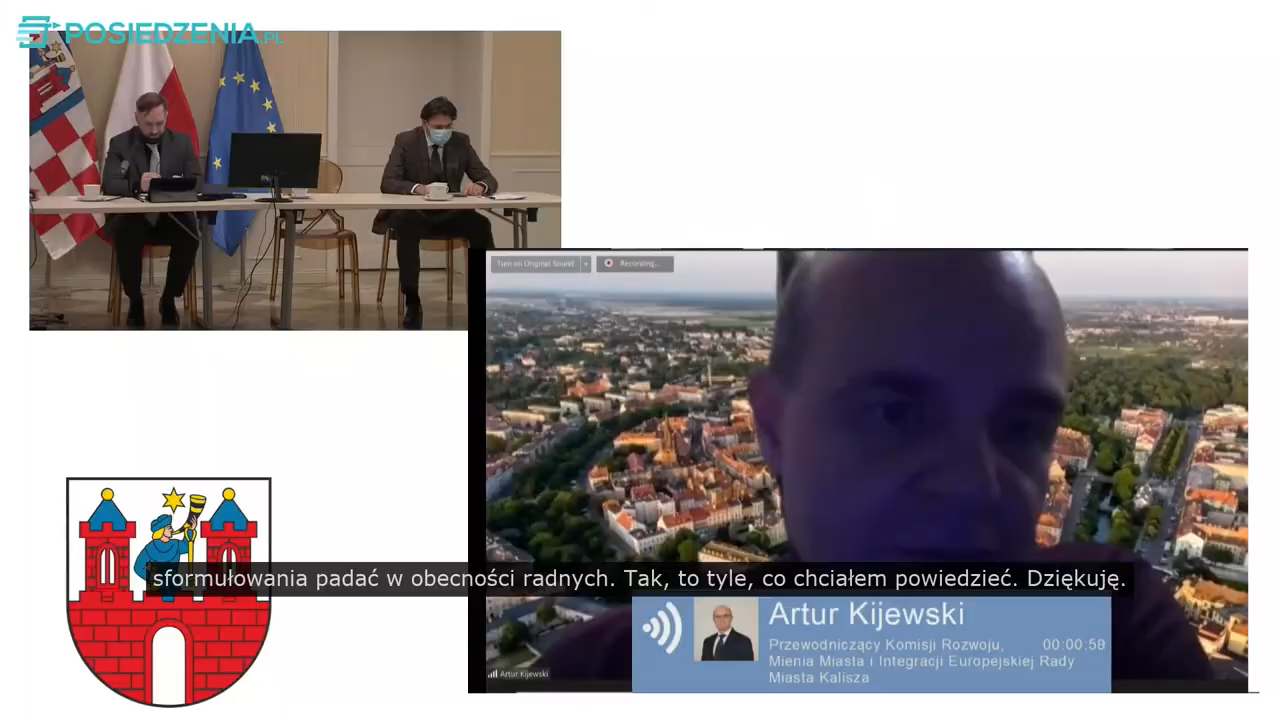 POSIEDZENIA.PL
Turn on Original Sound
Recording...
sformułowania padać w obecności radnych. Tak, to tyle, co chciałem powiedzieć. Dziękuję.
Artur Kijewski
Przewodniczący Komisji Rozwoju, 00:00:59
Mienia Miasta i Integracji Europejskiej Rady
Miasta Kalisza
Artur Kijewski